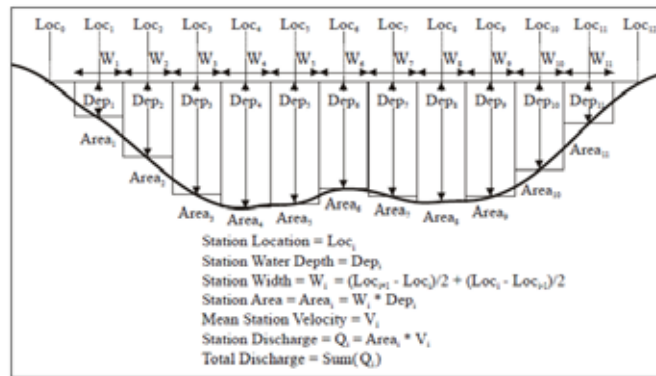 Loc₀ Loc₁ Loc₂ Loc₃ Loc₄ Loc₅ Loc₆ Loc₇ Loc₈ Loc₉ Loc₁₀ Loc₁₁ Loc₁₂
W₁ W₂ W₃ W₄ W₅ W₆ W₇ W₈ W₉ W₁₀ W₁₁
Dep₁ Dep₂ Dep₃ Dep₄ Dep₅ Dep₆ Dep₇ Dep₈ Dep₉ Dep₁₀ Dep₁₁
Area₁ Area₂ Area₃ Area₄ Area₅ Area₆ Area₇ Area₈ Area₉ Area₁₀ Area₁₁
Station Location = Locᵢ
Station Water Depth = Depᵢ
Station Width = Wᵢ = (Locᵢ₊₁ - Locᵢ)/2 + (Locᵢ - Locᵢ₋₁)/2
Station Area = Areaᵢ = Wᵢ * Depᵢ
Mean Station Velocity = Vᵢ
Station Discharge = Qᵢ = Areaᵢ * Vᵢ
Total Discharge = Sum(Qᵢ)